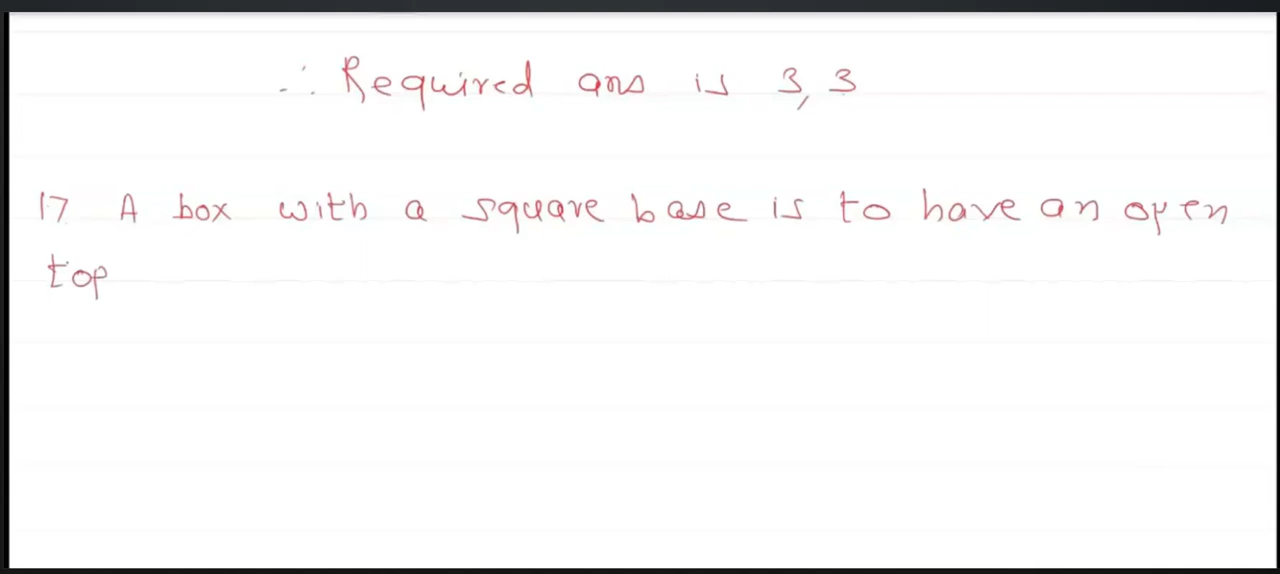 ∴ Required ans is 3, 3
17 A box with a square base is to have an open
top